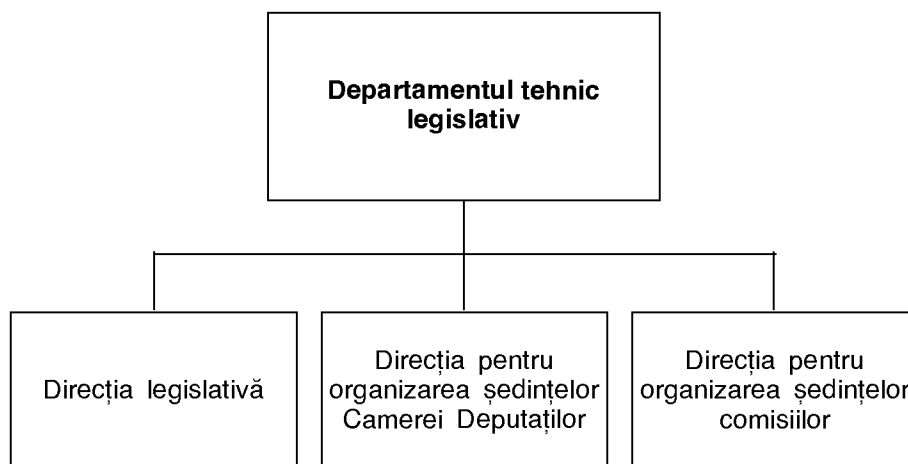 Departamentul tehnic
legislativ
Direcția legislativă
Direcția pentru
organizarea ședințelor
Camerei Deputaților
Direcția pentru
organizarea ședințelor
comisiilor